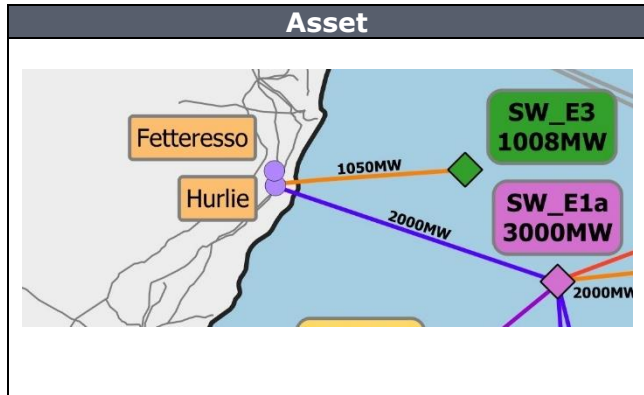 Asset
SW_E3
1008MW
Fetteresso
1050MW
Hurlie
SW_E1a
3000MW
2000MW
2000MW